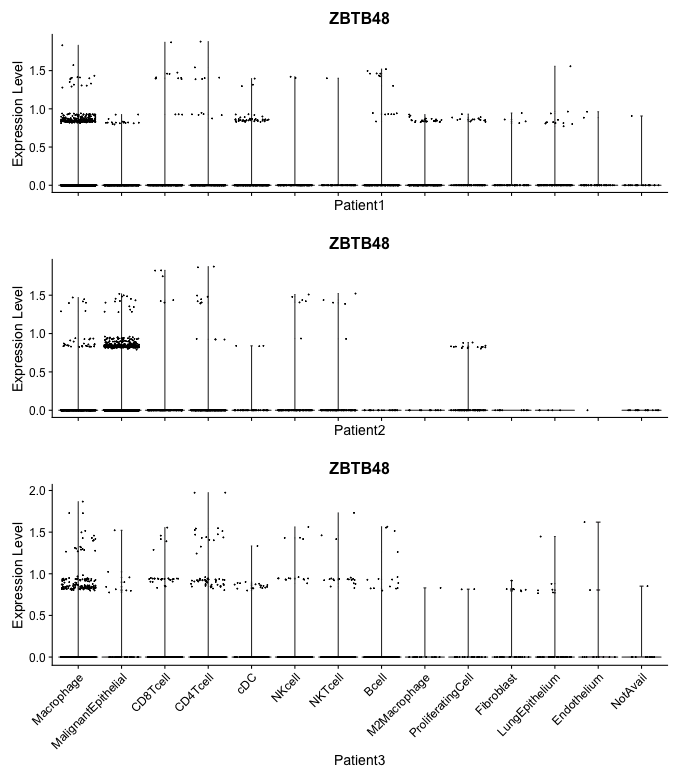 ZBTB48
Expression Level
1.5
1.0
0.5
0.0
Patient1
ZBTB48
Expression Level
1.5
1.0
0.5
0.0
Patient2
ZBTB48
Expression Level
2.0
1.5
1.0
0.5
0.0
Macrophage
MalignantEpithelial
CD8Tcell
CD4Tcell
cDC
NKcell
NKTcell
Bcell
M2Macrophage
ProliferatingCell
Fibroblast
LungEpithelium
Endothelium
NotAvail
Patient3